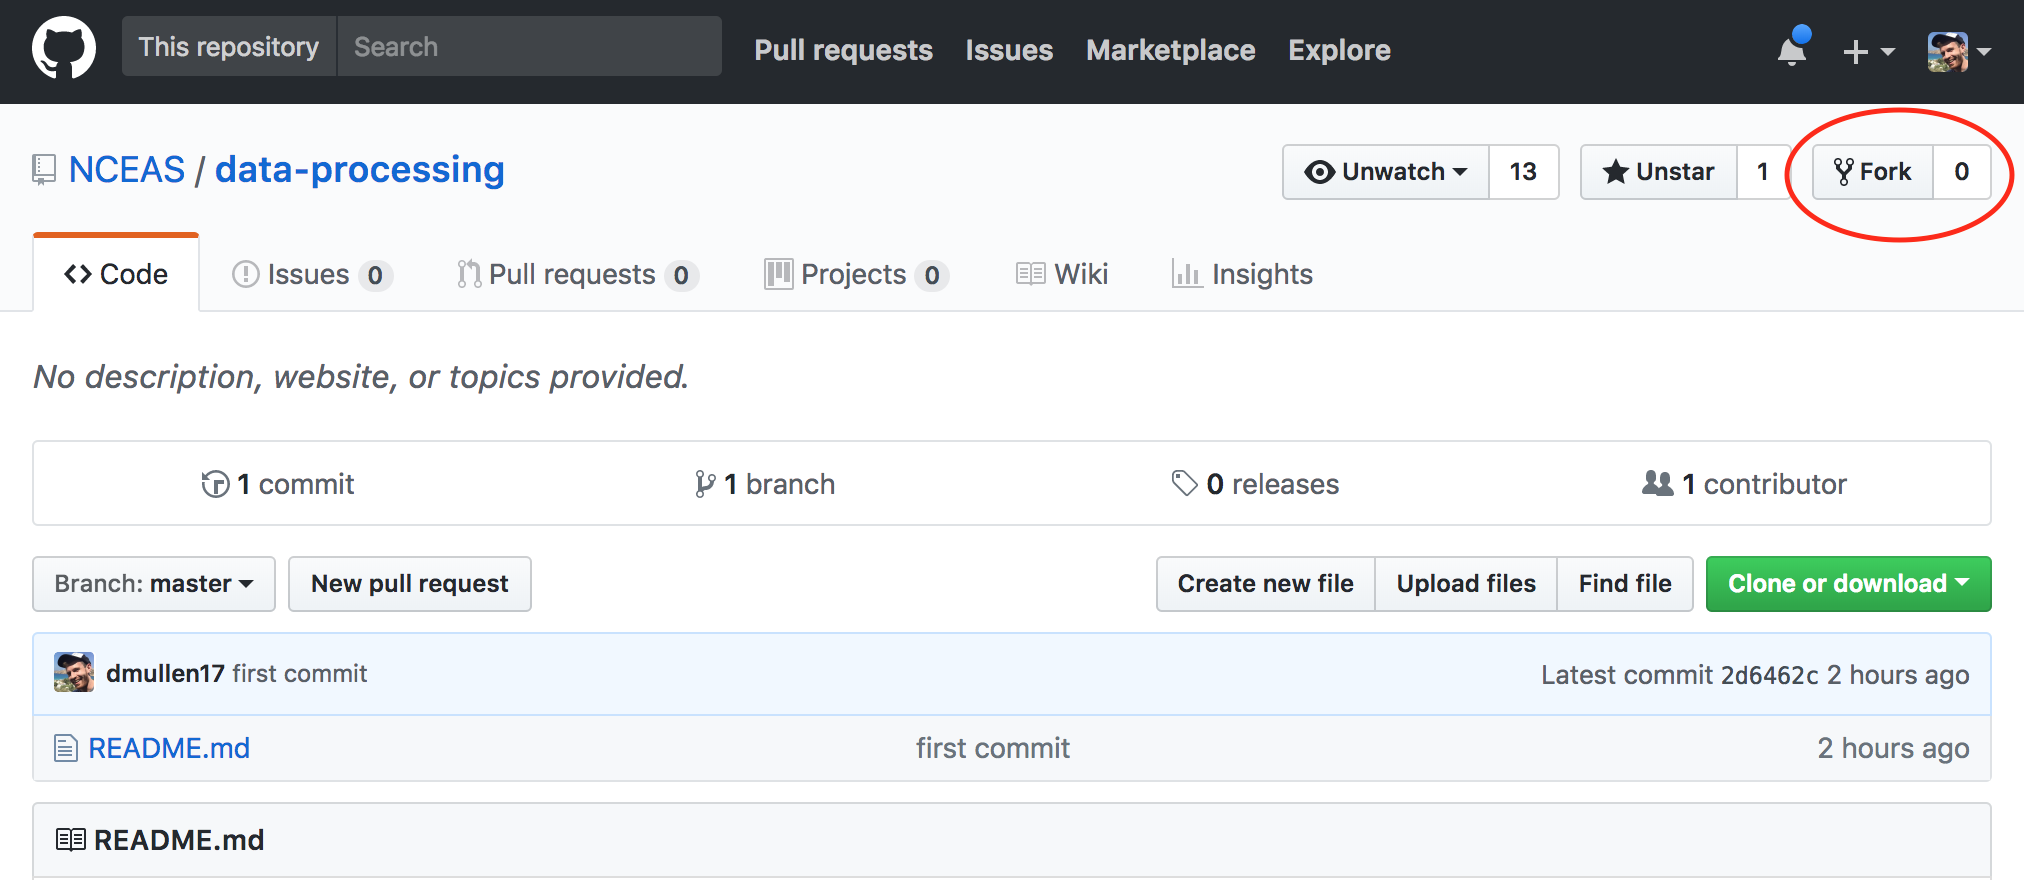 This repository Search Pull requests Issues Marketplace Explore
NCEAS / data-processing Unwatch 13 Unstar 1 Fork 0
Code Issues 0 Pull requests 0 Projects 0 Wiki Insights
No description, website, or topics provided.
1 commit 1 branch 0 releases 1 contributor
Branch: master New pull request Create new file Upload files Find file Clone or download
dmullen17 first commit Latest commit 2d6462c 2 hours ago
README.md first commit 2 hours ago
README.md